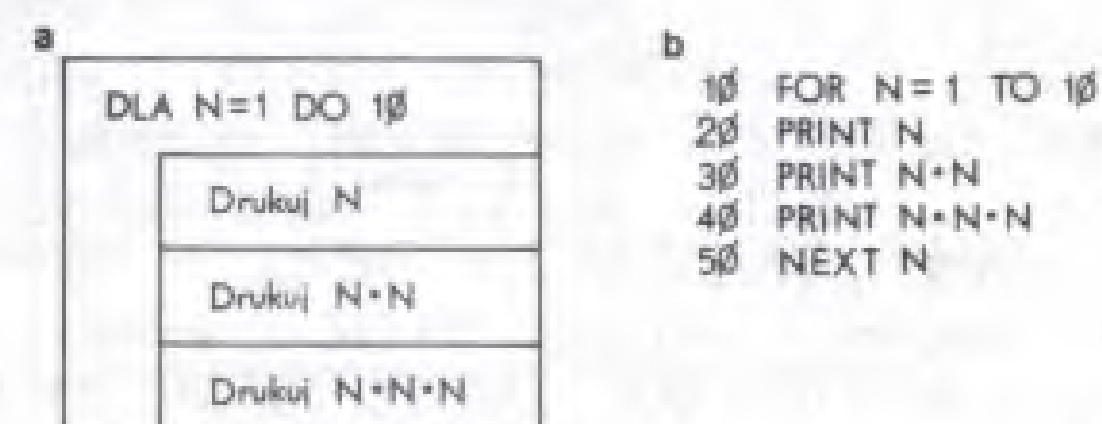 a
DLA N=1 DO 1Ø
Drukuj N
Drukuj N*N
Drukuj N*N*N
b
1Ø FOR N=1 TO 1Ø
2Ø PRINT N
3Ø PRINT N*N
4Ø PRINT N*N*N
5Ø NEXT N